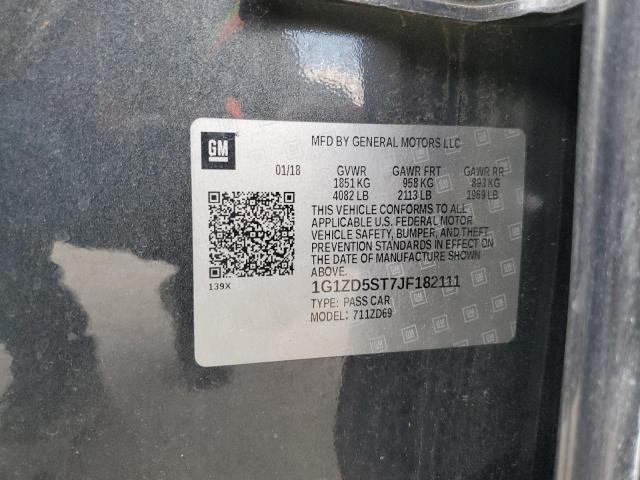 GM
MFD BY GENERAL MOTORS LLC
01/18 GVWR GAWR FRT GAWR RR
1851 KG 958 KG 893 KG
4082 LB 2113 LB 1969 LB
THIS VEHICLE CONFORMS TO ALL
APPLICABLE U.S. FEDERAL MOTOR
VEHICLE SAFETY, BUMPER, AND THEFT
PREVENTION STANDARDS IN EFFECT ON
THE DATE OF MANUFACTURE SHOWN
ABOVE.
139X
1G1ZD5ST7JF182111
TYPE: PASS CAR
MODEL: 711ZD69